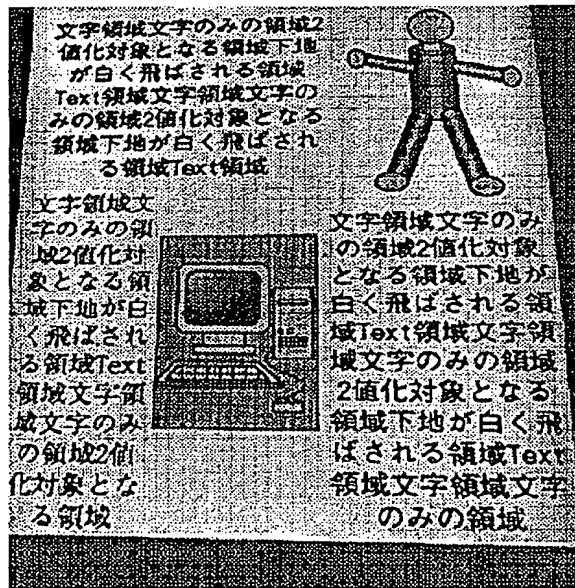 文字領域文字のみの領域2
値化対象となる領域下地
が白く飛ばされる領域
Text領域文字領域文字の
みの領域2値化対象となる
領域下地が白く飛ばされ
る領域Text領域
文字領域文
字のみの領
域2値化対
象となる領
域下地が白
く飛ばされ
る領域Text
領域文字領
域文字のみ
の領域2値
化対象とな
る領域
文字領域文字のみ
の領域2値化対象
となる領域下地が
白く飛ばされる領
域Text領域文字領
域文字のみの領域
2値化対象となる
領域下地が白く飛
ばされる領域Text
領域文字領域文字
のみの領域